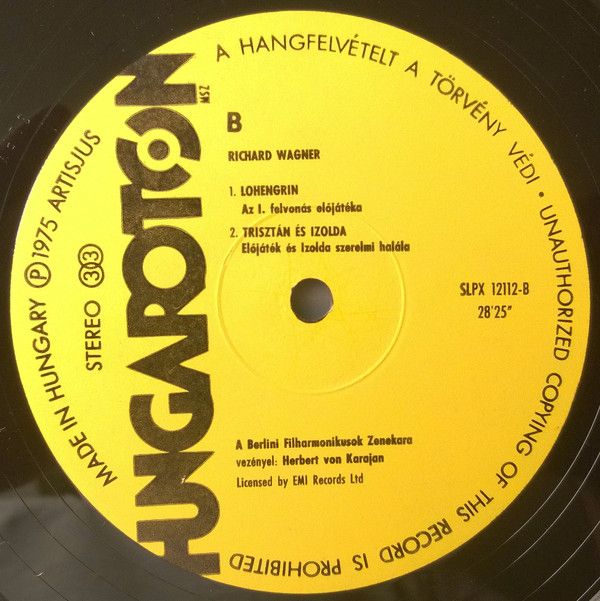 A HANGFELVÉTELT A TÖRVÉNY VÉDI • UNAUTHORIZED COPYING OF THIS RECORD IS PROHIBITED
MADE IN HUNGARY Ⓟ 1975 ARTISJUS
STEREO 33
HUNGAROTON
MSZ
B
RICHARD WAGNER
1. LOHENGRIN
Az I. felvonás előjátéka
2. TRISZTÁN ÉS IZOLDA
Előjáték és Izolda szerelmi halála
SLPX 12112-B
28'25"
A Berlini Filharmonikusok Zenekara
vezényel: Herbert von Karajan
Licensed by EMI Records Ltd